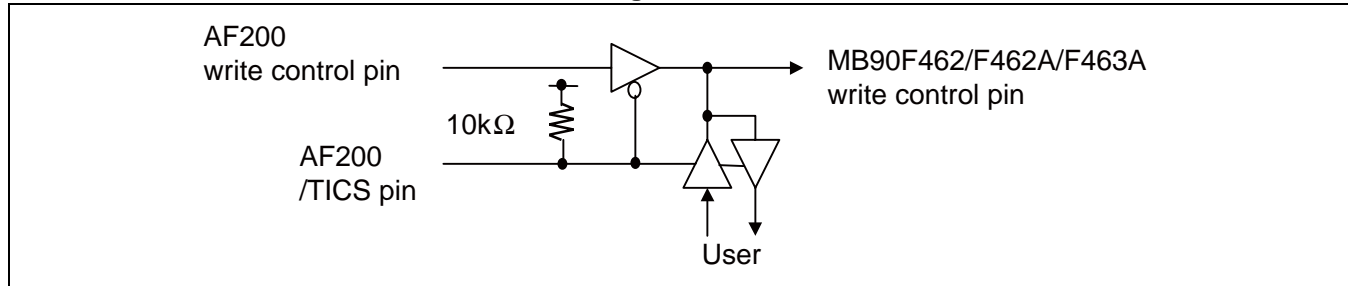 AF200
write control pin
MB90F462/F462A/F463A
write control pin
10kΩ
AF200
/TICS pin
User